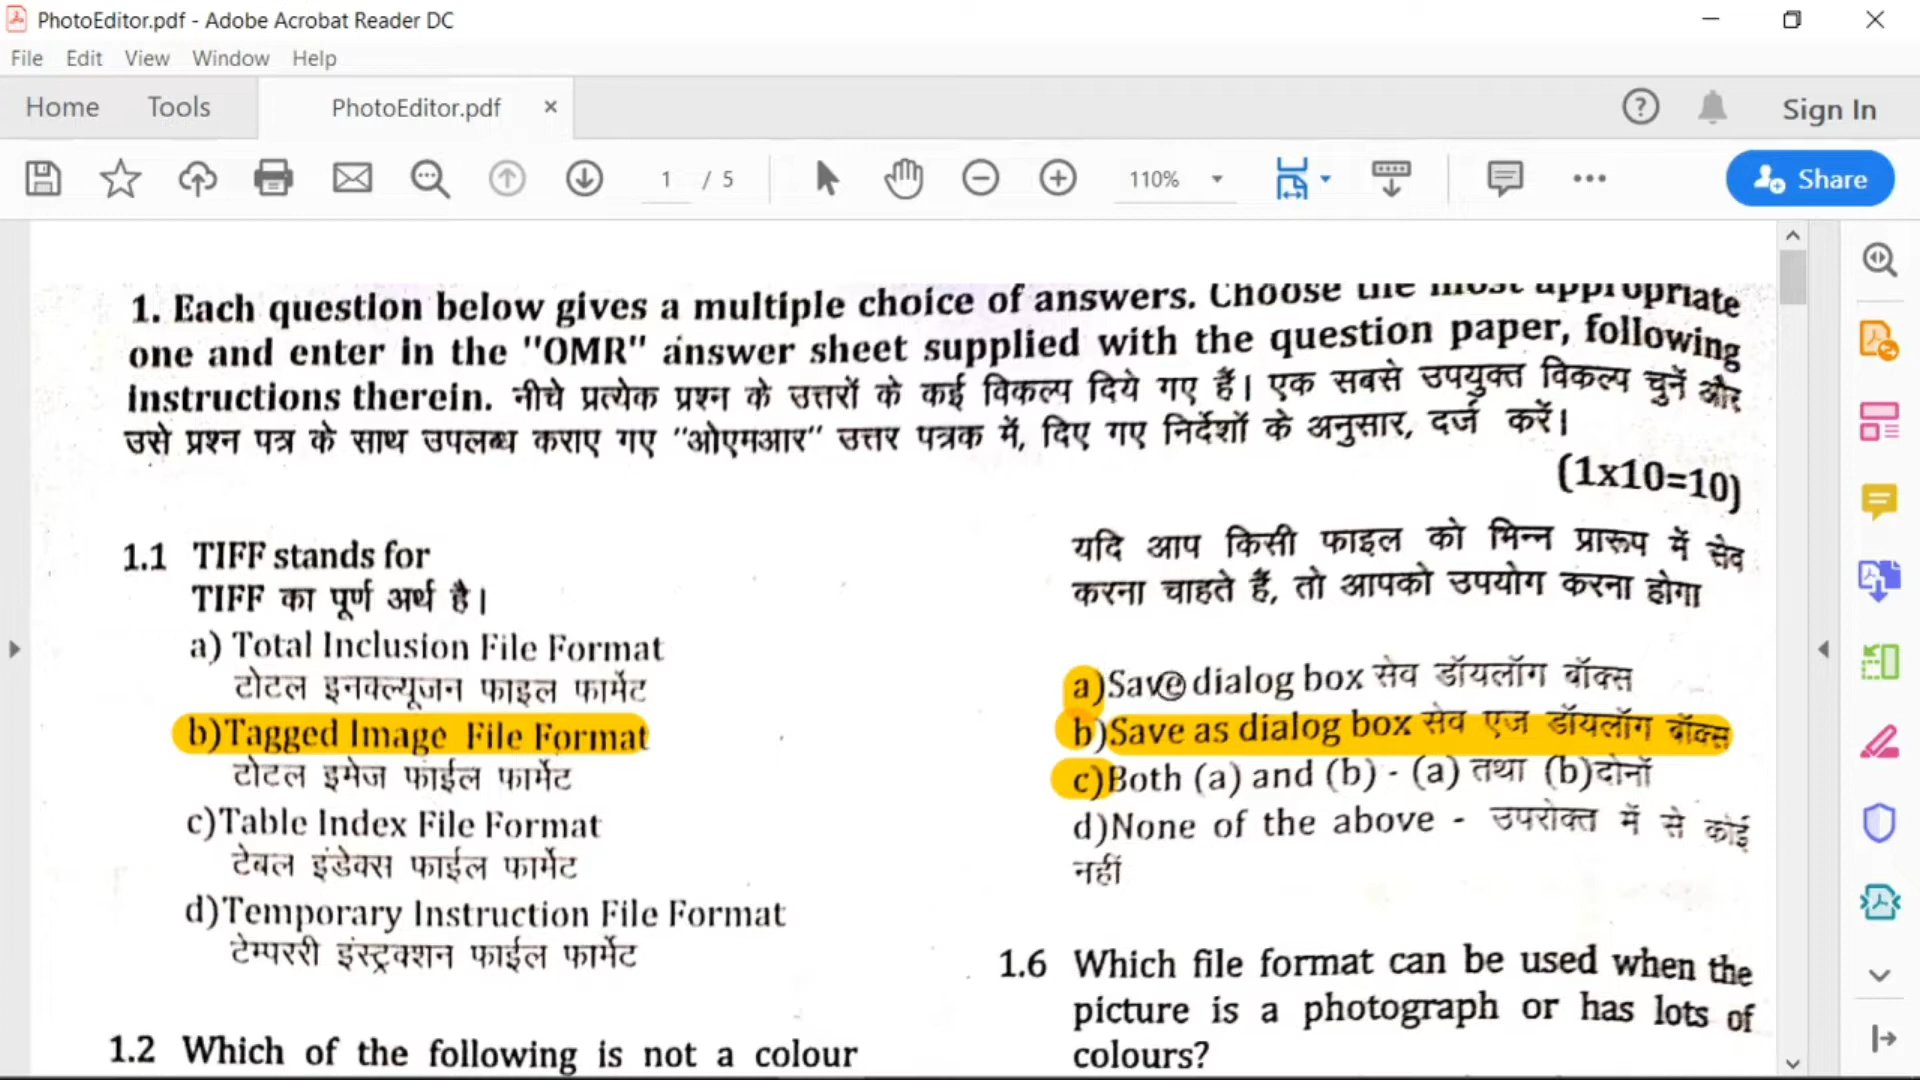 PhotoEditor.pdf - Adobe Acrobat Reader DC
File Edit View Window Help
Home Tools PhotoEditor.pdf × Sign In
1 / 5 110% Share
1. Each question below gives a multiple choice of answers. Choose the most appropriate
one and enter in the "OMR" answer sheet supplied with the question paper, following
instructions therein. नीचे प्रत्येक प्रश्न के उत्तरों के कई विकल्प दिये गए हैं। एक सबसे उपयुक्त विकल्प चुनें और
उसे प्रश्न पत्र के साथ उपलब्ध कराए गए "ओएमआर" उत्तर पत्रक में, दिए गए निर्देशों के अनुसार, दर्ज करें।
(1x10=10)
1.1 TIFF stands for
TIFF का पूर्ण अर्थ है।
a) Total Inclusion File Format
टोटल इनक्ल्यूजन फाइल फार्मेट
b)Tagged Image File Format
टोटल इमेज फाईल फार्मेट
c)Table Index File Format
टेबल इंडेक्स फाईल फार्मेट
d)Temporary Instruction File Format
टेम्पररी इंस्ट्रक्शन फाईल फार्मेट
1.2 Which of the following is not a colour
यदि आप किसी फाइल को भिन्न प्रारूप में सेव
करना चाहते हैं, तो आपको उपयोग करना होगा
a)Save dialog box सेव डॉयलॉग बॉक्स
b)Save as dialog box सेव एज डॉयलॉग बॉक्स
c)Both (a) and (b) - (a) तथा (b)दोनों
d)None of the above - उपरोक्त में से कोई
नहीं
1.6 Which file format can be used when the
picture is a photograph or has lots of
colours?